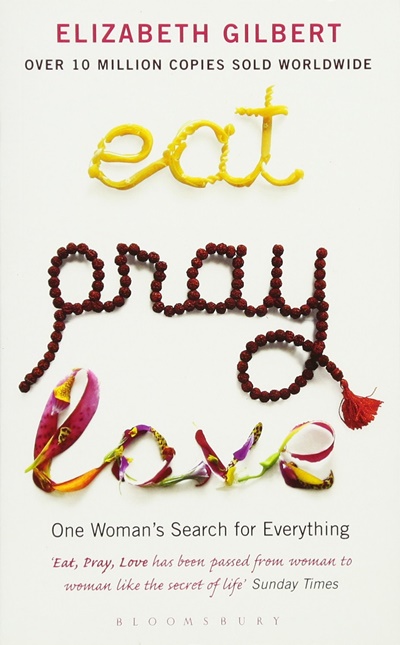 ELIZABETH GILBERT
OVER 10 MILLION COPIES SOLD WORLDWIDE
eat
pray
love
One Woman's Search for Everything
'Eat, Pray, Love has been passed from woman to
woman like the secret of life' Sunday Times
BLOOMSBURY